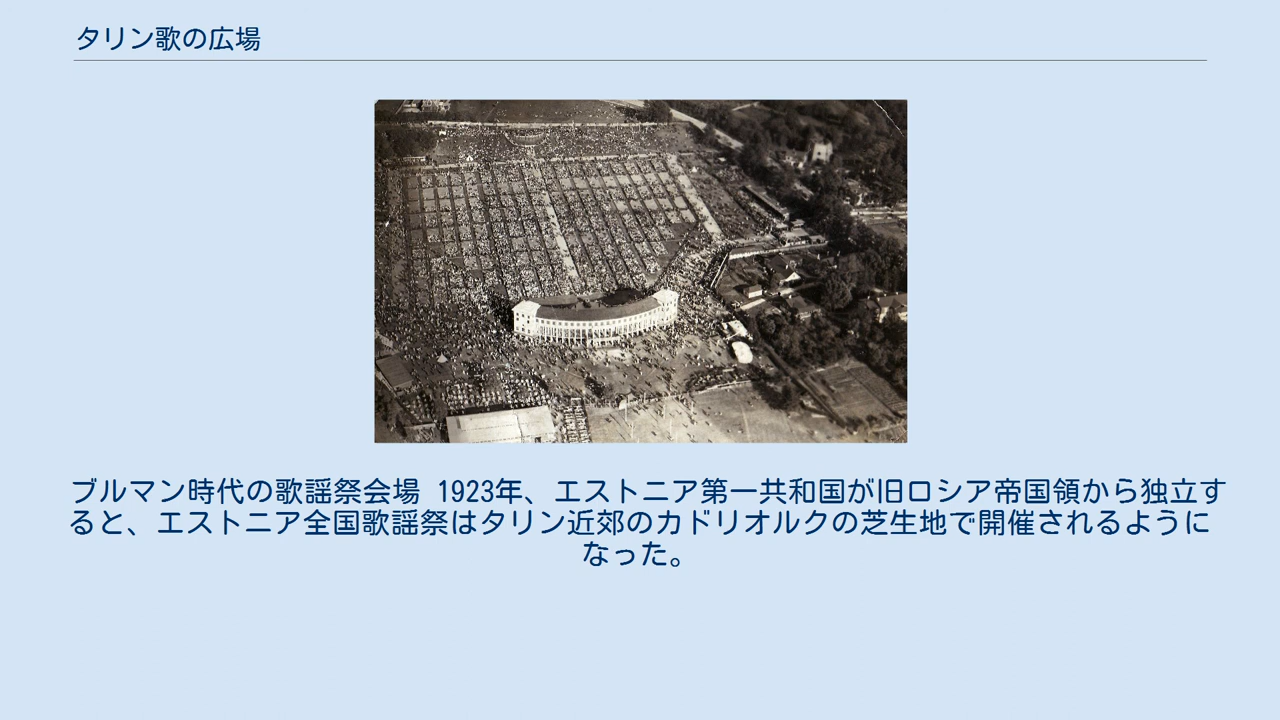 タリン歌の広場
ブルマン時代の歌謡祭会場 1923年、エストニア第一共和国が旧ロシア帝国領から独立す
ると、エストニア全国歌謡祭はタリン近郊のカドリオルクの芝生地で開催されるように
なった。